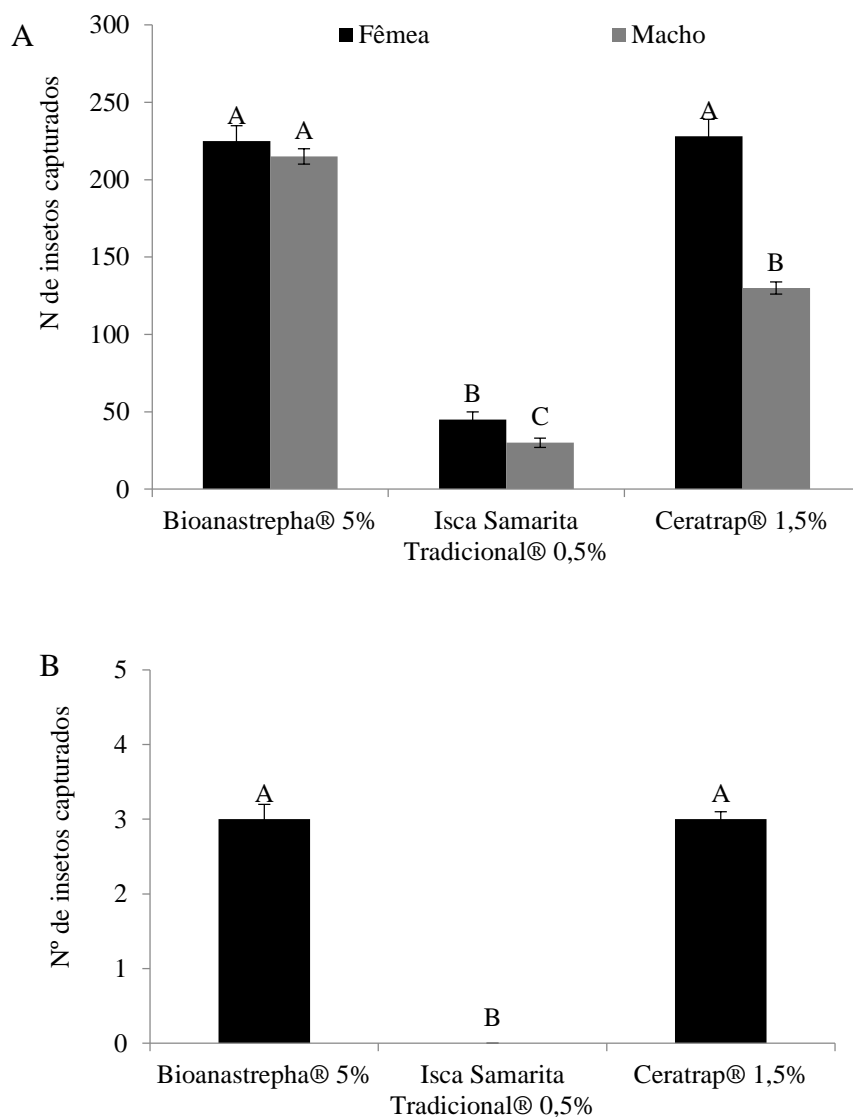 A
Fêmea
Macho
N de insetos capturados
300
250
200
150
100
50
0
A
A
B
C
A
B
Bioanastrepha® 5%
Isca Samarita
Tradicional® 0,5%
Ceratrap® 1,5%
B
Nº de insetos capturados
5
4
3
2
1
0
A
B
A
Bioanastrepha® 5%
Isca Samarita
Tradicional® 0,5%
Ceratrap® 1,5%